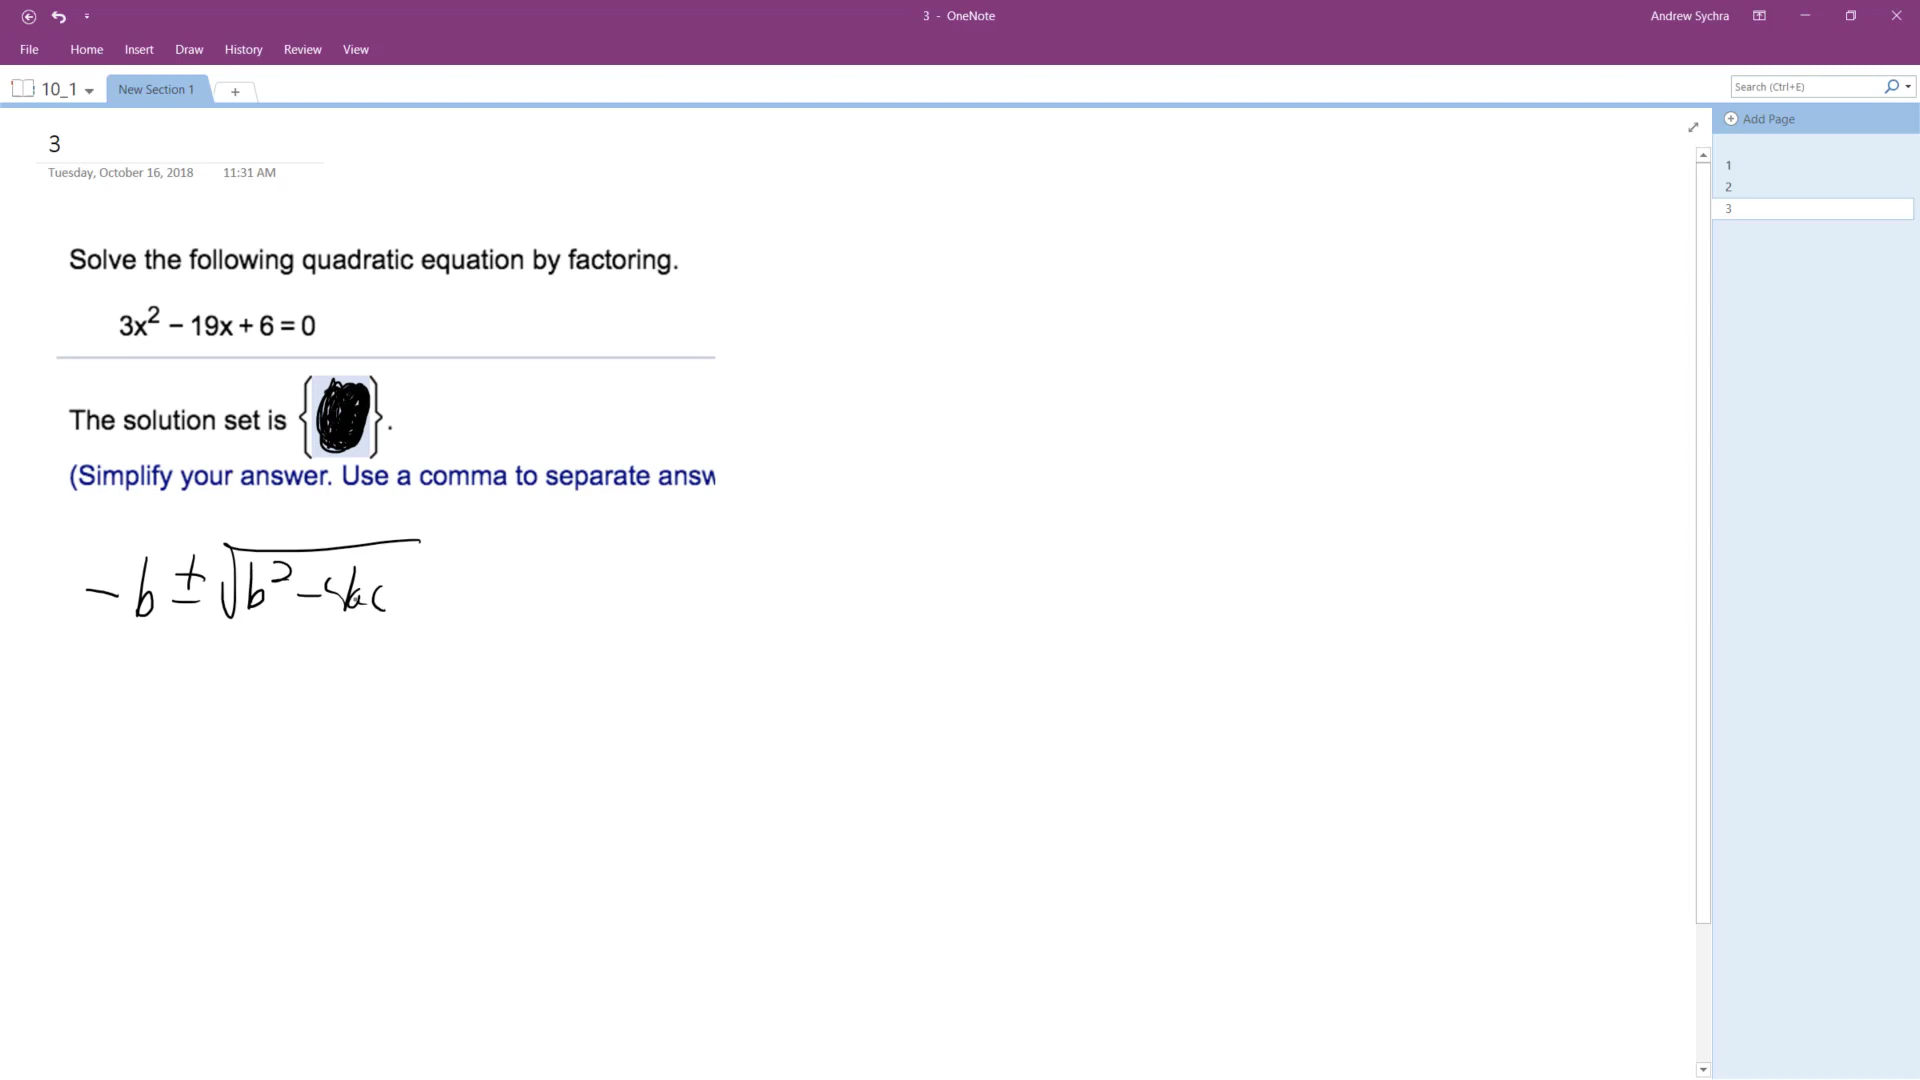 3 - OneNote
Andrew Sychra
File Home Insert Draw History Review View
10_1 New Section 1 +
Search (Ctrl+E)
Add Page
1
2
3
3
Tuesday, October 16, 2018 11:31 AM
Solve the following quadratic equation by factoring.
3x² − 19x + 6 = 0
The solution set is { }.
(Simplify your answer. Use a comma to separate answ
-b ± √b² - 4ac